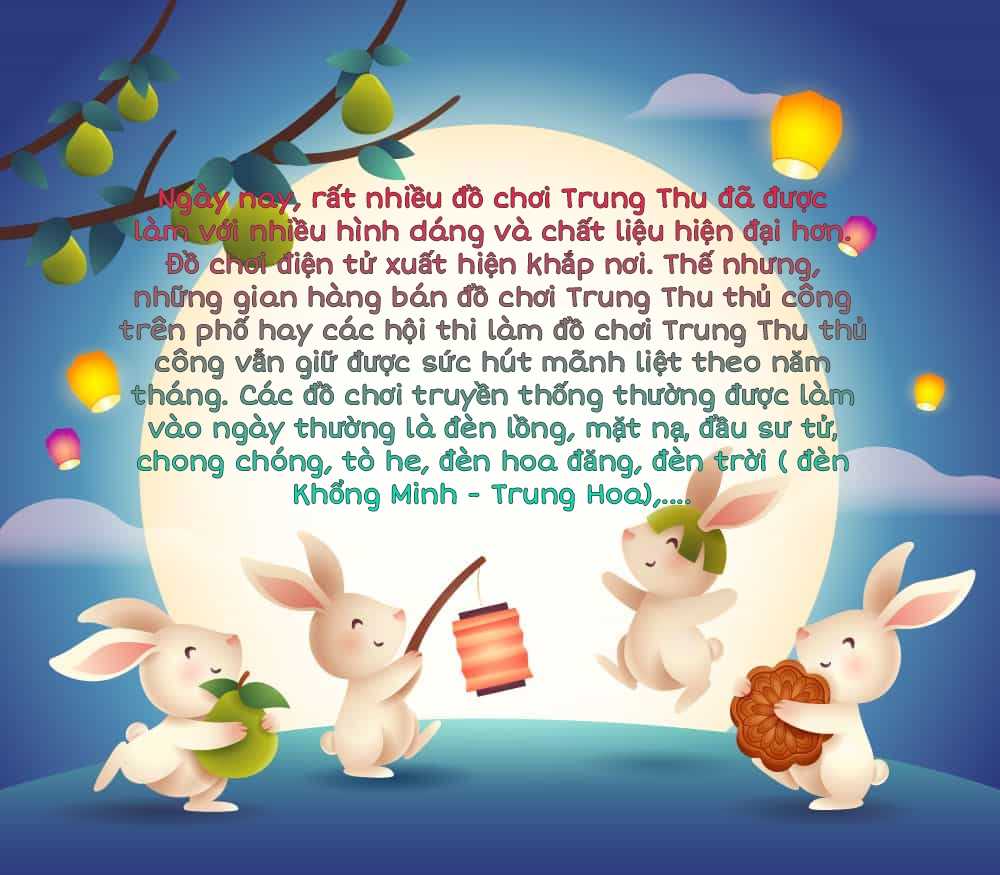 Ngày nay, rất nhiều đồ chơi Trung Thu đã được
làm với nhiều hình dáng và chất liệu hiện đại hơn.
Đồ chơi điện tử xuất hiện khắp nơi. Thế nhưng,
những gian hàng bán đồ chơi Trung Thu thủ công
trên phố hay các hội thi làm đồ chơi Trung Thu thủ
công vẫn giữ được sức hút mãnh liệt theo năm
tháng. Các đồ chơi truyền thống thường được làm
vào ngày thường là đèn lồng, mặt nạ, đầu sư tử,
chong chóng, tò he, đèn hoa đăng, đèn trời ( đèn
Khổng Minh - Trung Hoa),....